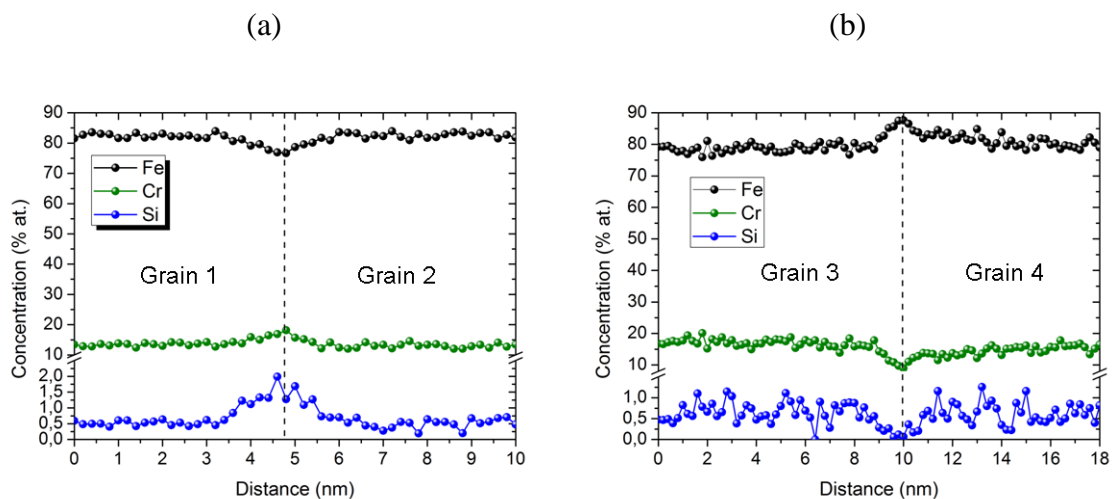 (a)
(b)
90
80
70
60
50
40
30
20
10
2,0
1,5
1,0
0,5
0,0
Concentration (% at.)
Fe
Cr
Si
Grain 1
Grain 2
0 1 2 3 4 5 6 7 8 9 10
Distance (nm)
90
80
70
60
50
40
30
20
10
1,0
0,5
0,0
Concentration (% at.)
Fe
Cr
Si
Grain 3
Grain 4
0 2 4 6 8 10 12 14 16 18
Distance (nm)